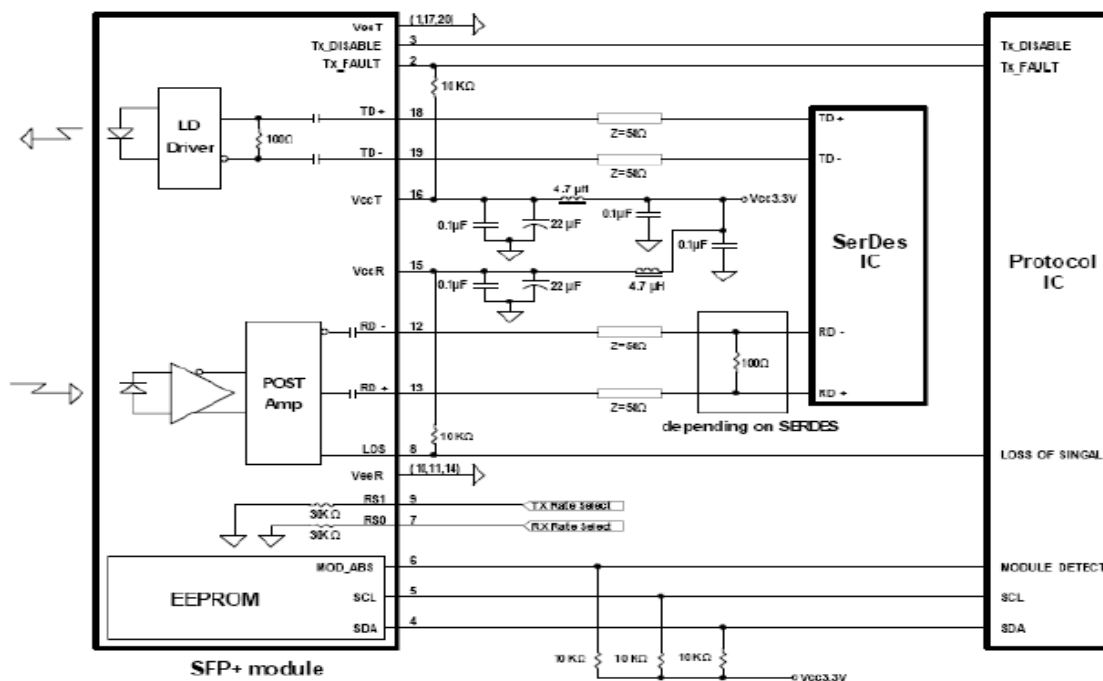 VeeT
(1,17,20)
Tx_DISABLE
3
Tx_DISABLE
Tx_FAULT
2
Tx_FAULT
10 KΩ
LD
Driver
100Ω
TD+
18
Z=50Ω
TD+
TD -
19
Z=50Ω
TD -
VccT
16
4.7 µH
Vcc3.3V
0.1µF
22 µF
0.1µF
0.1µF
SerDes
IC
Protocol
IC
VccR
15
0.1µF
22 µF
4.7 µH
RD -
12
Z=50Ω
RD -
POST
Amp
100Ω
RD +
13
Z=50Ω
RD +
depending on SERDES
10 KΩ
LOS
8
LOSS OF SINGAL
VeeR
(10,11,14)
RS1
9
TX Rate Select
30KΩ
RS0
7
RX Rate Select
30KΩ
MOD_ABS
6
MODULE DETECT
EEPROM
SCL
5
SCL
SDA
4
SDA
10 KΩ
10 KΩ
10 KΩ
Vcc3.3V
SFP+ module